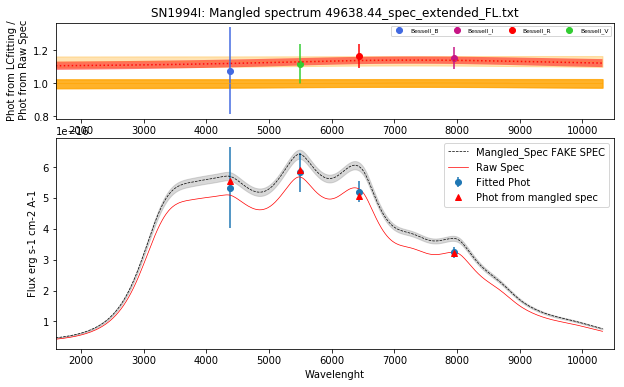 SN1994I: Mangled spectrum 49638.44_spec_extended_FL.txt
Phot from LCfitting /
Phot from Raw Spec
1.2
1.0
0.8
Bessell_B
Bessell_I
Bessell_R
Bessell_V
2000 3000 4000 5000 6000 7000 8000 9000 10000
1e−16
Flux erg s-1 cm-2 A-1
6
5
4
3
2
1
Mangled_Spec FAKE SPEC
Raw Spec
Fitted Phot
Phot from mangled spec
2000 3000 4000 5000 6000 7000 8000 9000 10000
Wavelenght